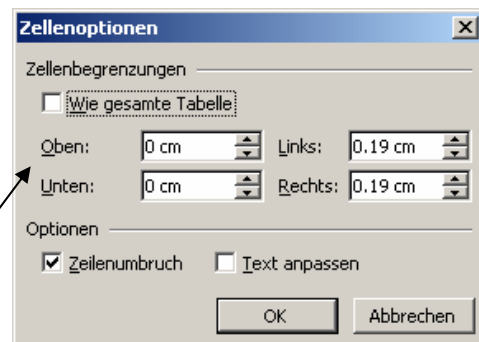 Zellenoptionen
Zellenbegrenzungen
Wie gesamte Tabelle
Oben: 0 cm Links: 0.19 cm
Unten: 0 cm Rechts: 0.19 cm
Optionen
Zeilenumbruch Text anpassen
OK Abbrechen